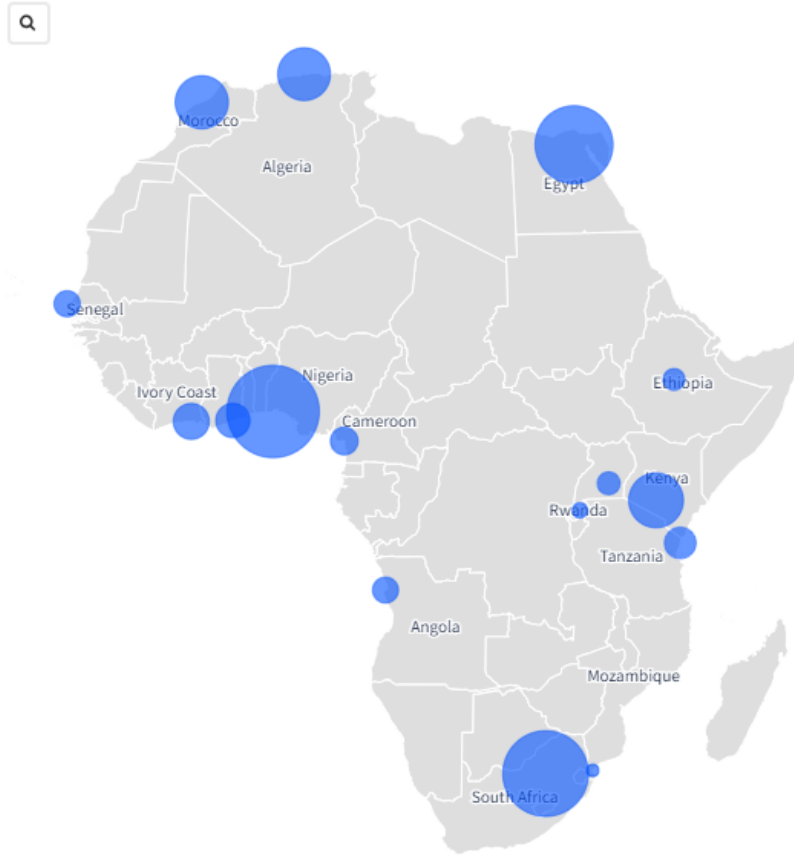 Morocco
Algeria
Egypt
Senegal
Nigeria
Ethiopia
Ivory Coast
Cameroon
Kenya
Rwanda
Tanzania
Angola
Mozambique
South Africa